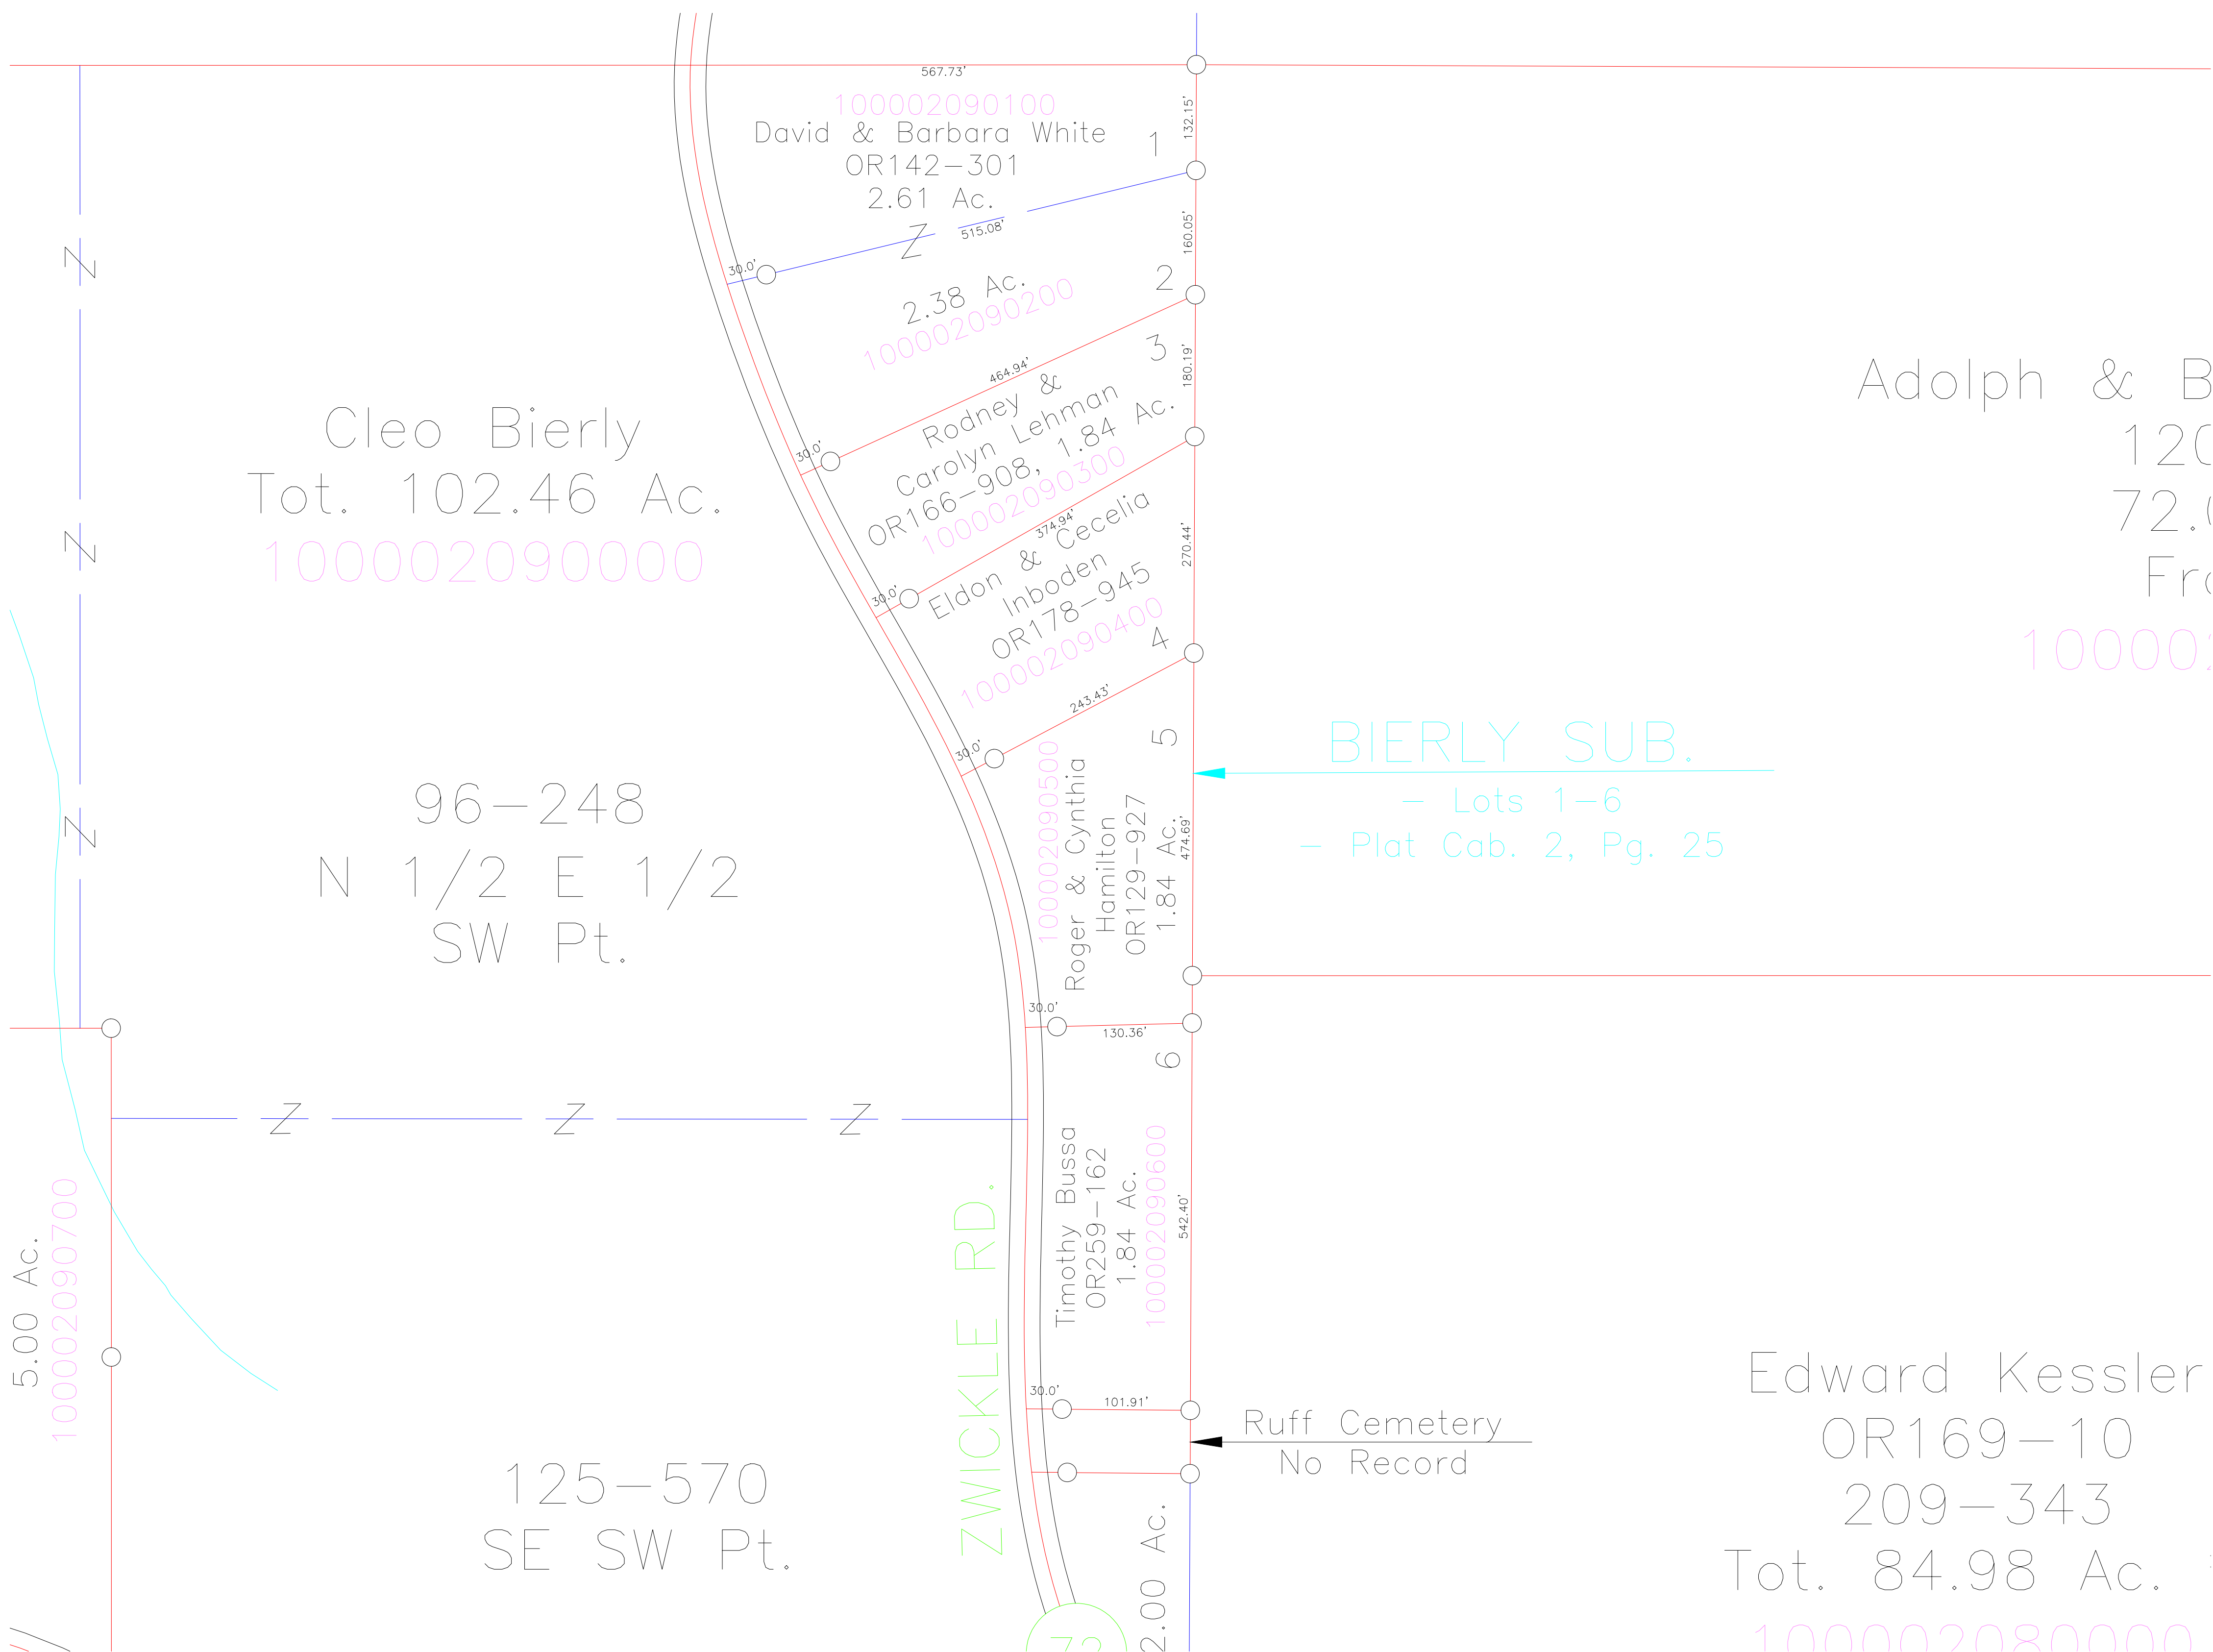 567.73'
100002090100
David & Barbara White
OR142-301
2.61 Ac.
1
132.15'
Z
515.08'
30.0'
160.05'
2.38 Ac.
100002090200
2
464.94'
30.0'
3
180.19'
Rodney &
Carolyn Lehman
OR166-908, 1.84 Ac.
100002090300
374.94'
30.0'
270.44'
Eldon & Cecelia
Inboden
OR178-945
100002090400
4
243.43'
30.0'
Cleo Bierly
Tot. 102.46 Ac.
100002090000
Z
Z
Z
96-248
N 1/2 E 1/2
SW Pt.
Adolph & B
120
72.0
Fro
100002
BIERLY SUB.
- Lots 1-6
- Plat Cab. 2, Pg. 25
5
100002090500
Roger & Cynthia
Hamilton
OR129-927
1.84 Ac.
474.69'
30.0'
130.36'
6
Z
Z
Z
Timothy Bussa
OR259-162
1.84 Ac.
100002090600
542.40'
ZWICKLE RD.
5.00 Ac.
100002090700
30.0'
101.91'
Ruff Cemetery
No Record
125-570
SE SW Pt.
2.00 Ac.
73
Edward Kessler
OR169-10
209-343
Tot. 84.98 Ac.
100002080000